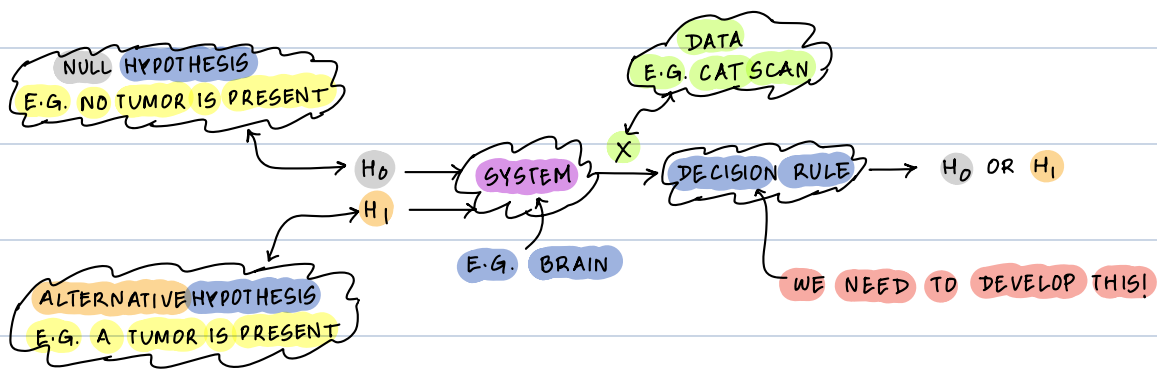 NULL HYPOTHESIS
E.G. NO TUMOR IS PRESENT
DATA
E.G. CAT SCAN
H0
H1
SYSTEM
X
DECISION RULE
H0 OR H1
E.G. BRAIN
WE NEED TO DEVELOP THIS!
ALTERNATIVE HYPOTHESIS
E.G. A TUMOR IS PRESENT